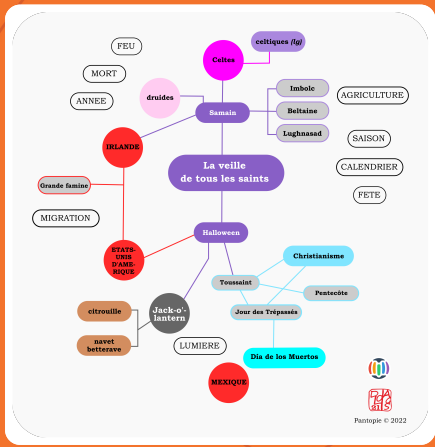 FEU
Celtes
celtiques (lg)
MORT
druides
Imbolc
AGRICULTURE
ANNEE
Samain
Beltaine
Lughnasad
IRLANDE
SAISON
La veille
de tous les saints
CALENDRIER
Grande famine
FETE
MIGRATION
Halloween
ETATS-
UNIS
D'AME-
RIQUE
Christianisme
Toussaint
Pentecôte
citrouille
Jack-o'-
lantern
Jour des Trépassés
navet
betterave
LUMIERE
Día de los Muertos
MEXIQUE
Pantopie © 2022